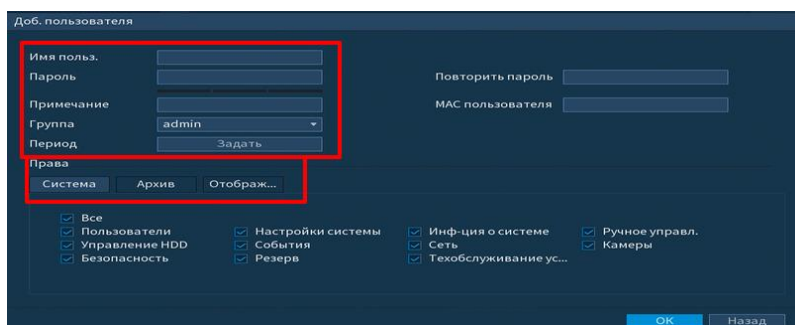 Доб. пользователя
Имя польз.
Пароль Повторить пароль
Примечание MAC пользователя
Группа admin
Период Задать
Права
Система Архив Отображ...
Все
Пользователи Настройки системы Инф-ция о системе Ручное управл.
Управление HDD События Сеть Камеры
Безопасность Резерв Техобслуживание ус...
OK Назад